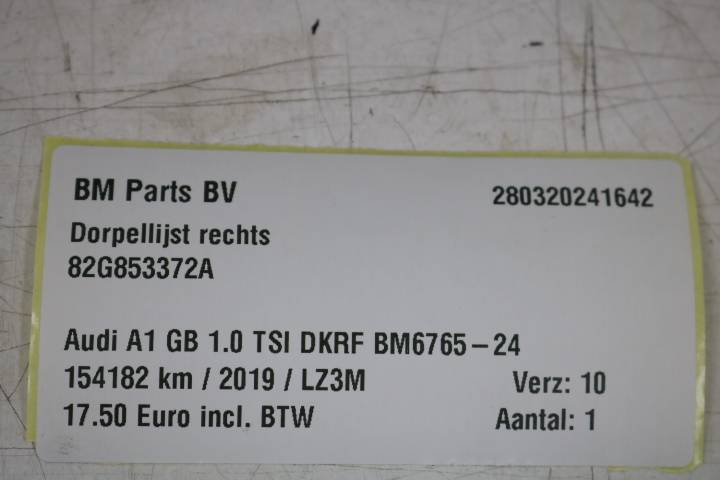 BM Parts BV 280320241642
Dorpellijst rechts
82G853372A
Audi A1 GB 1.0 TSI DKRF BM6765-24
154182 km / 2019 / LZ3M Verz: 10
17.50 Euro incl. BTW Aantal: 1